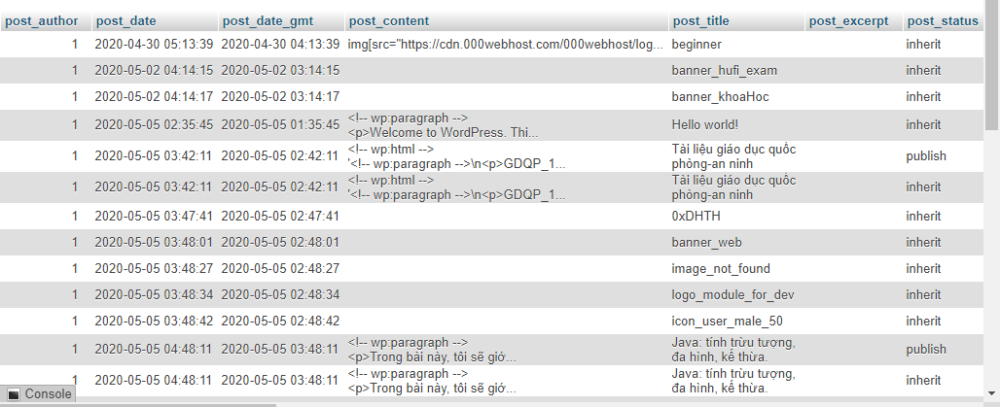 post_author post_date post_date_gmt post_content post_title post_excerpt post_status
1 2020-04-30 05:13:39 2020-04-30 04:13:39 img[src="https://cdn.000webhost.com/000webhost/log... beginner inherit
1 2020-05-02 04:14:15 2020-05-02 03:14:15 banner_hufi_exam inherit
1 2020-05-02 04:14:17 2020-05-02 03:14:17 banner_khoaHoc inherit
1 2020-05-05 02:35:45 2020-05-05 01:35:45 <!-- wp:paragraph --> Hello world! inherit
<p>Welcome to WordPress. Thi...
1 2020-05-05 03:42:11 2020-05-05 02:42:11 <!-- wp:html --> Tài liệu giáo dục quốc publish
'<!-- wp:paragraph -->\n<p>GDQP_1... phòng-an ninh
1 2020-05-05 03:42:11 2020-05-05 02:42:11 <!-- wp:html --> Tài liệu giáo dục quốc inherit
'<!-- wp:paragraph -->\n<p>GDQP_1... phòng-an ninh
1 2020-05-05 03:47:41 2020-05-05 02:47:41 0xDHTH inherit
1 2020-05-05 03:48:01 2020-05-05 02:48:01 banner_web inherit
1 2020-05-05 03:48:27 2020-05-05 02:48:27 image_not_found inherit
1 2020-05-05 03:48:34 2020-05-05 02:48:34 logo_module_for_dev inherit
1 2020-05-05 03:48:42 2020-05-05 02:48:42 icon_user_male_50 inherit
1 2020-05-05 04:48:11 2020-05-05 03:48:11 <!-- wp:paragraph --> Java: tính trừu tượng, publish
<p>Trong bài này, tôi sẽ giớ... đa hình, kế thừa.
1 2020-05-05 04:48:11 2020-05-05 03:48:11 <!-- wp:paragraph --> Java: tính trừu tượng, inherit
<p>Trong bài này, tôi sẽ giớ... đa hình, kế thừa.
Console